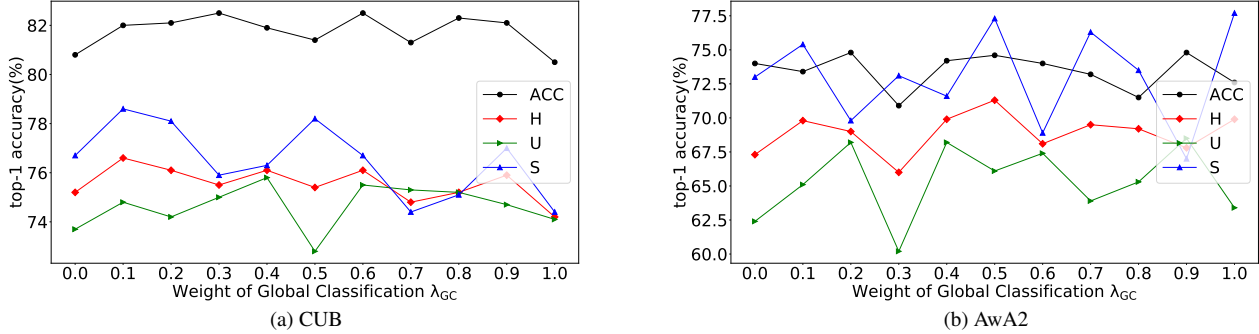 82
80
78
76
74
top-1 accuracy(%)
ACC
H
U
S
0.0 0.1 0.2 0.3 0.4 0.5 0.6 0.7 0.8 0.9 1.0
Weight of Global Classification λGC
(a) CUB
77.5
75.0
72.5
70.0
67.5
65.0
62.5
60.0
top-1 accuracy(%)
ACC
H
U
S
0.0 0.1 0.2 0.3 0.4 0.5 0.6 0.7 0.8 0.9 1.0
Weight of Global Classification λGC
(b) AwA2